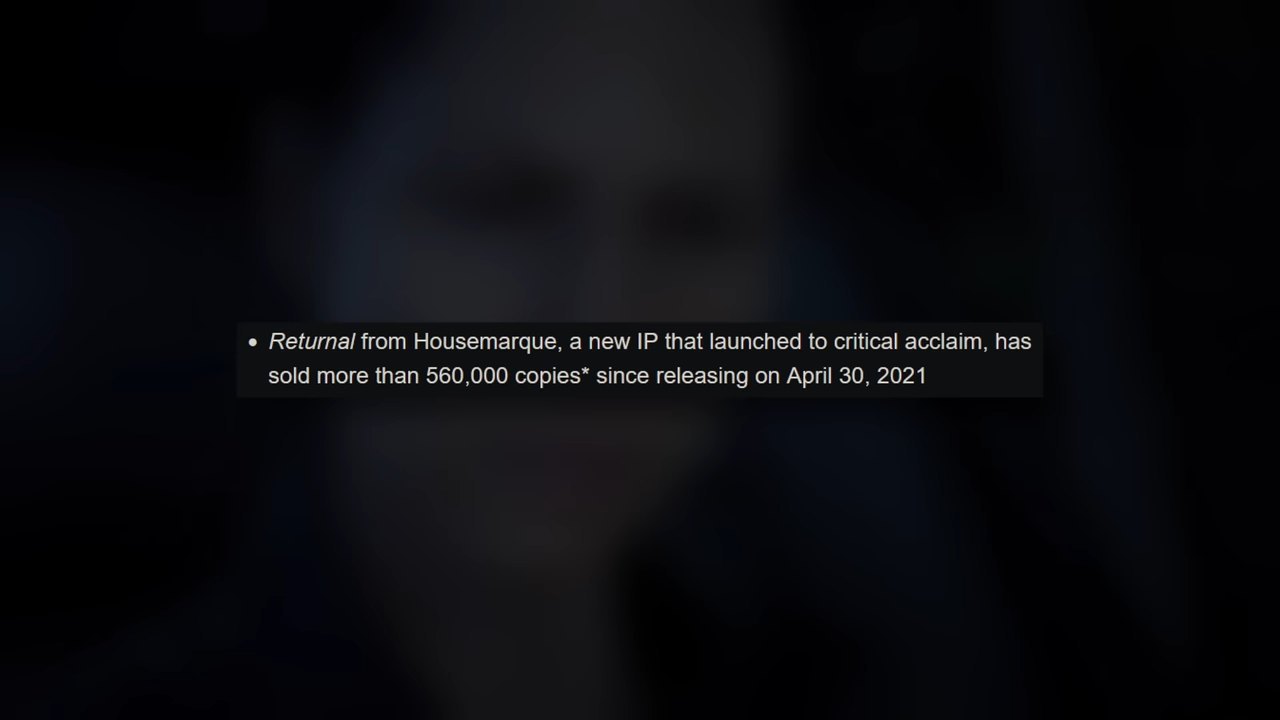 • Returnal from Housemarque, a new IP that launched to critical acclaim, has
sold more than 560,000 copies* since releasing on April 30, 2021